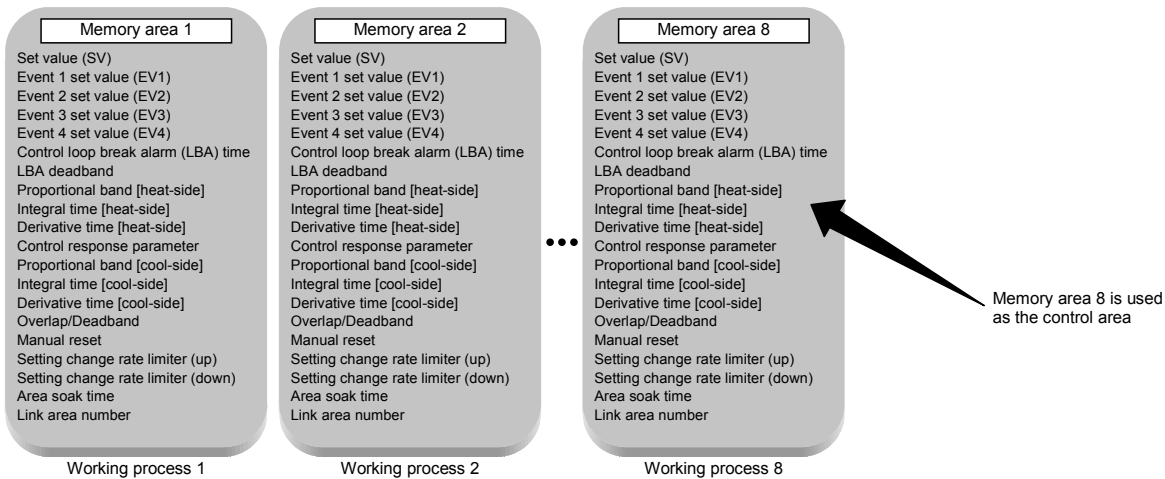 Memory area 1
Set value (SV)
Event 1 set value (EV1)
Event 2 set value (EV2)
Event 3 set value (EV3)
Event 4 set value (EV4)
Control loop break alarm (LBA) time
LBA deadband
Proportional band [heat-side]
Integral time [heat-side]
Derivative time [heat-side]
Control response parameter
Proportional band [cool-side]
Integral time [cool-side]
Derivative time [cool-side]
Overlap/Deadband
Manual reset
Setting change rate limiter (up)
Setting change rate limiter (down)
Area soak time
Link area number
Working process 1
Memory area 2
Set value (SV)
Event 1 set value (EV1)
Event 2 set value (EV2)
Event 3 set value (EV3)
Event 4 set value (EV4)
Control loop break alarm (LBA) time
LBA deadband
Proportional band [heat-side]
Integral time [heat-side]
Derivative time [heat-side]
Control response parameter
Proportional band [cool-side]
Integral time [cool-side]
Derivative time [cool-side]
Overlap/Deadband
Manual reset
Setting change rate limiter (up)
Setting change rate limiter (down)
Area soak time
Link area number
Working process 2
•••
Memory area 8
Set value (SV)
Event 1 set value (EV1)
Event 2 set value (EV2)
Event 3 set value (EV3)
Event 4 set value (EV4)
Control loop break alarm (LBA) time
LBA deadband
Proportional band [heat-side]
Integral time [heat-side]
Derivative time [heat-side]
Control response parameter
Proportional band [cool-side]
Integral time [cool-side]
Derivative time [cool-side]
Overlap/Deadband
Manual reset
Setting change rate limiter (up)
Setting change rate limiter (down)
Area soak time
Link area number
Working process 8
Memory area 8 is used
as the control area